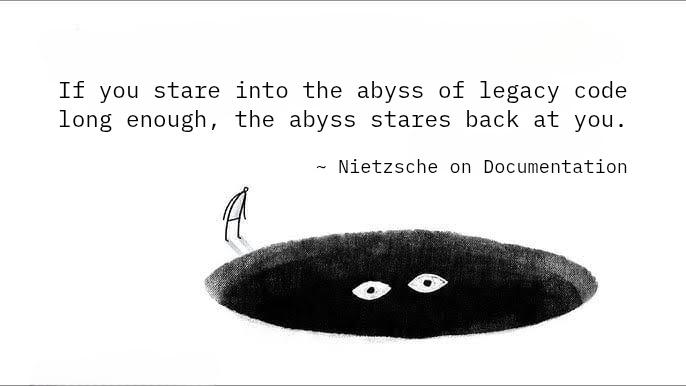 If you stare into the abyss of legacy code
long enough, the abyss stares back at you.
~ Nietzsche on Documentation